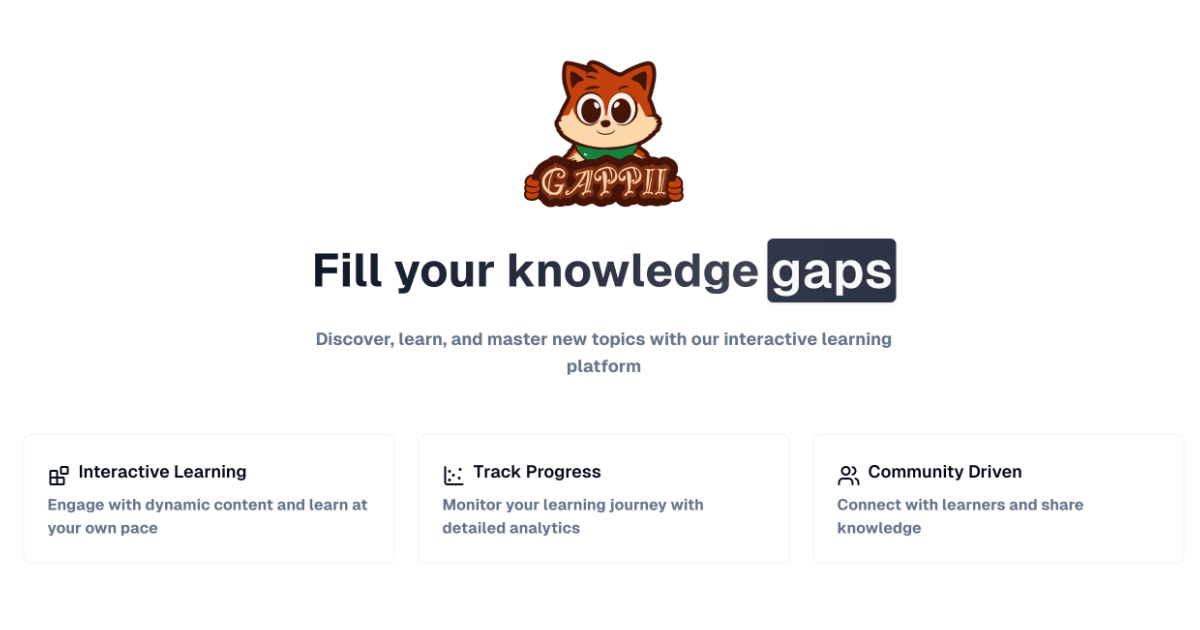 GAPPII
Fill your knowledge gaps
Discover, learn, and master new topics with our interactive learning
platform
Interactive Learning
Engage with dynamic content and learn at
your own pace
Track Progress
Monitor your learning journey with
detailed analytics
Community Driven
Connect with learners and share
knowledge